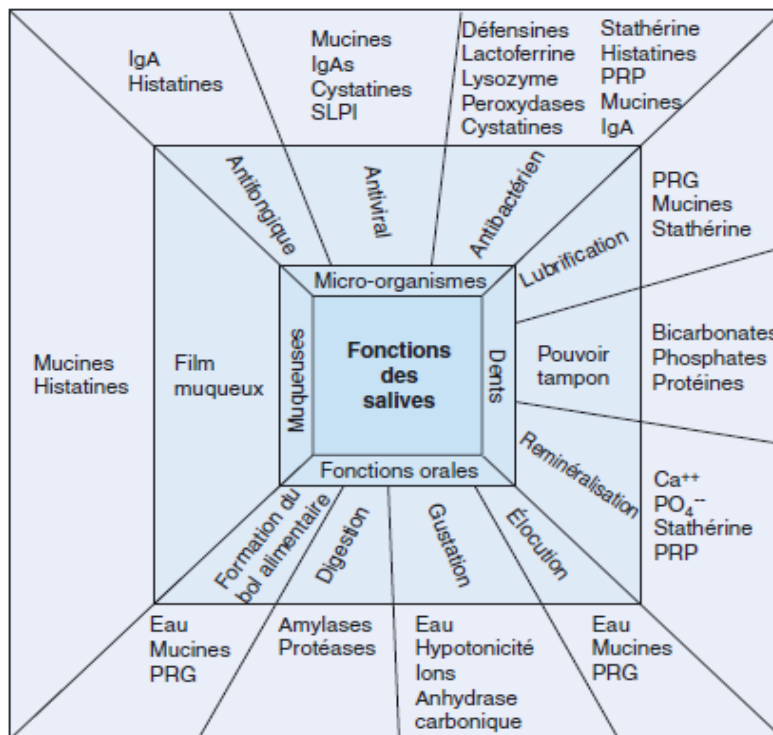 IgA
Histatines
Mucines
IgAs
Cystatines
SLPI
Défensines
Lactoferrine
Lysozyme
Peroxydases
Cystatines
Stathérine
Histatines
PRP
Mucines
IgA
Antifongique
Antiviral
Antibactérien
Lubrification
PRG
Mucines
Stathérine
Micro-organismes
Mucines
Histatines
Film
muqueux
Muqueuses
Fonctions
des
salives
Dents
Pouvoir
tampon
Bicarbonates
Phosphates
Protéines
Fonctions orales
Reminéralisation
Ca⁺⁺
PO₄⁻⁻
Stathérine
PRP
Formation du
bol alimentaire
Digestion
Gustation
Élocution
Eau
Mucines
PRG
Amylases
Protéases
Eau
Hypotonicité
Ions
Anhydrase
carbonique
Eau
Mucines
PRG